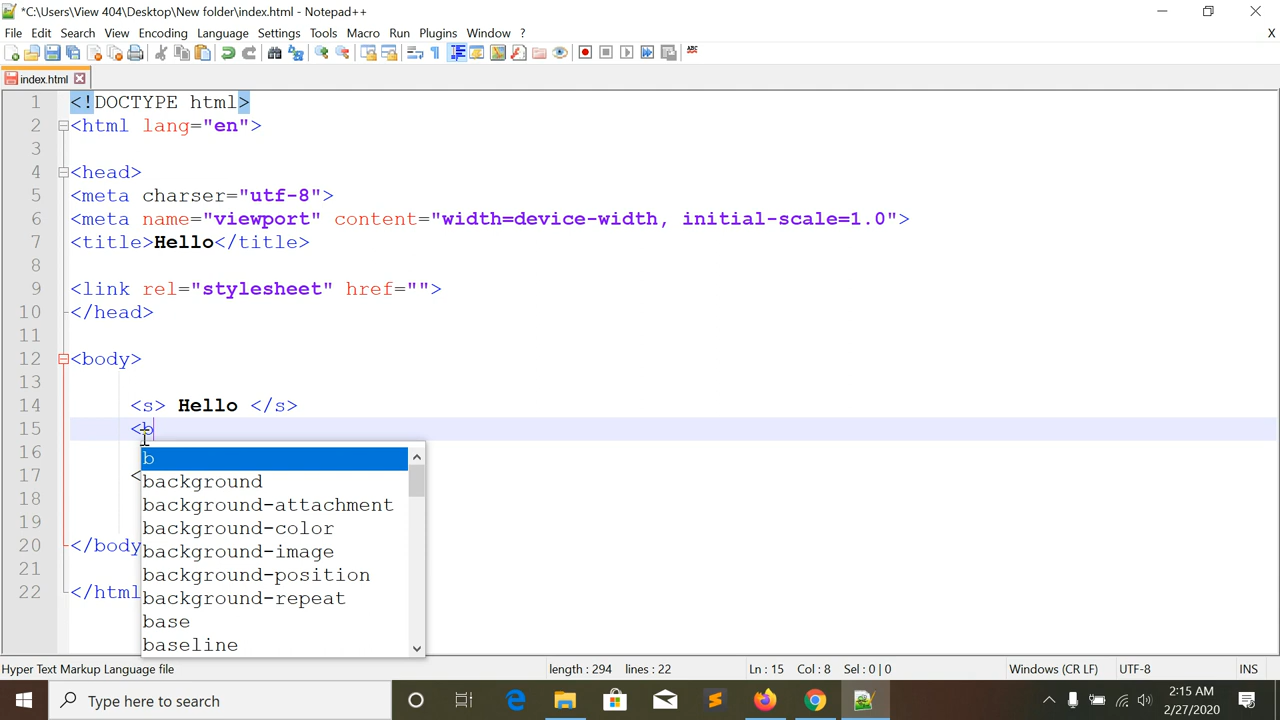 *C:\Users\View 404\Desktop\New folder\index.html - Notepad++
File Edit Search View Encoding Language Settings Tools Macro Run Plugins Window ? X
index.html
1 <!DOCTYPE html>
2 <html lang="en">
3
4 <head>
5 <meta charser="utf-8">
6 <meta name="viewport" content="width=device-width, initial-scale=1.0">
7 <title>Hello</title>
8
9 <link rel="stylesheet" href="">
10 </head>
11
12 <body>
13
14 <s> Hello </s>
15 <b
16
17 <
18
19
20 </body
21
22 </html
b
background
background-attachment
background-color
background-image
background-position
background-repeat
base
baseline
Hyper Text Markup Language file length : 294 lines : 22 Ln : 15 Col : 8 Sel : 0 | 0 Windows (CR LF) UTF-8 INS
Type here to search
2:15 AM
2/27/2020